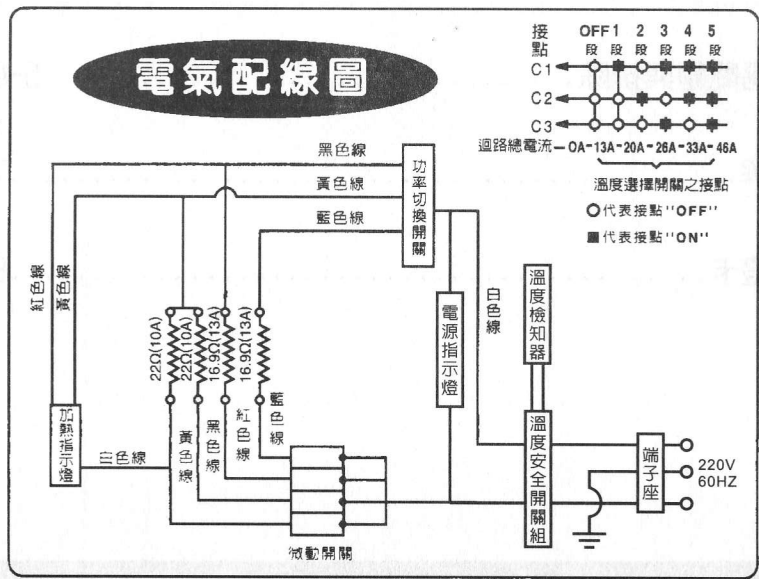 電氣配線圖
接點 OFF段 1段 2段 3段 4段 5段
C1
C2
C3
迴路總電流—0A-13A-20A-26A-33A-46A
溫度選擇開關之接點
○代表接點"OFF"
■代表接點"ON"
黑色線
黃色線
藍色線
功率切換開關
紅色線
黃色線
22Ω(10A)
22Ω(10A)
16.9Ω(13A)
16.9Ω(13A)
電源指示燈
白色線
溫度檢知器
加熱指示燈
白色線
黃色線
黑色線
紅色線
藍色線
微動開關
溫度安全開關組
端子座
220V
60HZ